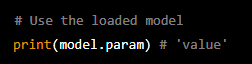 # Use the loaded model
print(model.param) # 'value'